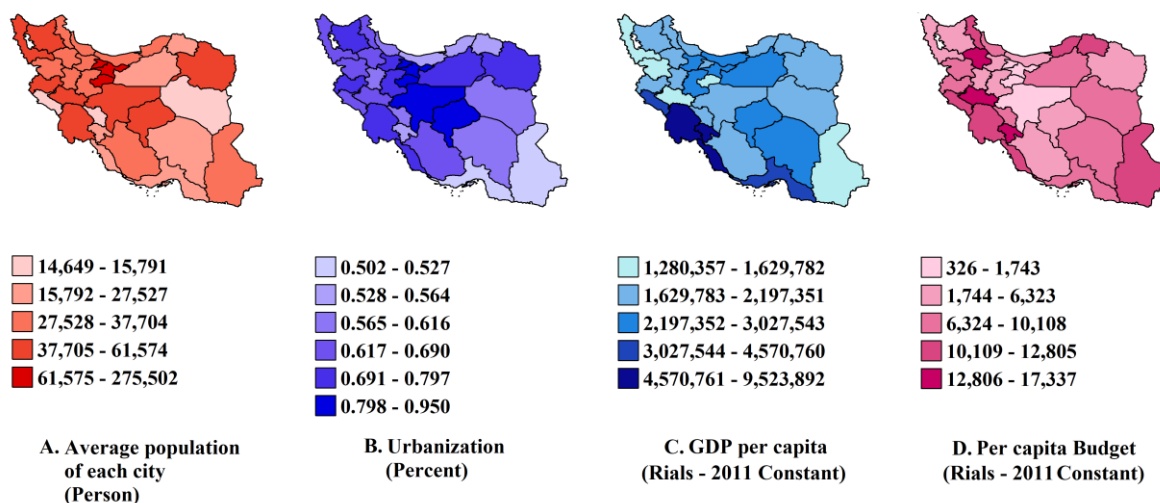 14,649 - 15,791
15,792 - 27,527
27,528 - 37,704
37,705 - 61,574
61,575 - 275,502
A. Average population
of each city
(Person)
0.502 - 0.527
0.528 - 0.564
0.565 - 0.616
0.617 - 0.690
0.691 - 0.797
0.798 - 0.950
B. Urbanization
(Percent)
1,280,357 - 1,629,782
1,629,783 - 2,197,351
2,197,352 - 3,027,543
3,027,544 - 4,570,760
4,570,761 - 9,523,892
C. GDP per capita
(Rials - 2011 Constant)
326 - 1,743
1,744 - 6,323
6,324 - 10,108
10,109 - 12,805
12,806 - 17,337
D. Per capita Budget
(Rials - 2011 Constant)